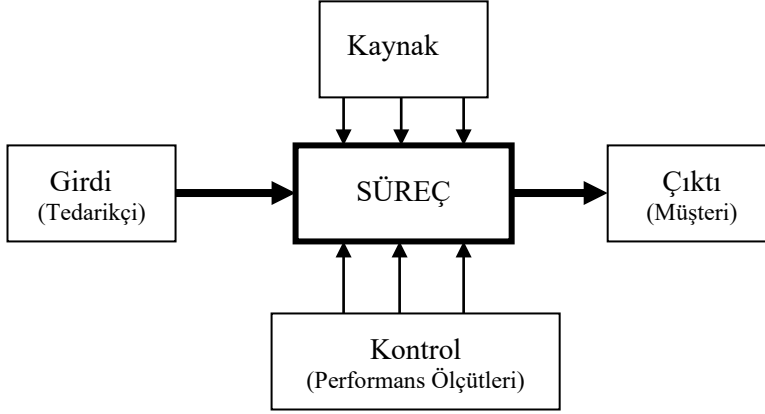 Kaynak
Girdi
(Tedarikçi)
SÜREÇ
Çıktı
(Müşteri)
Kontrol
(Performans Ölçütleri)